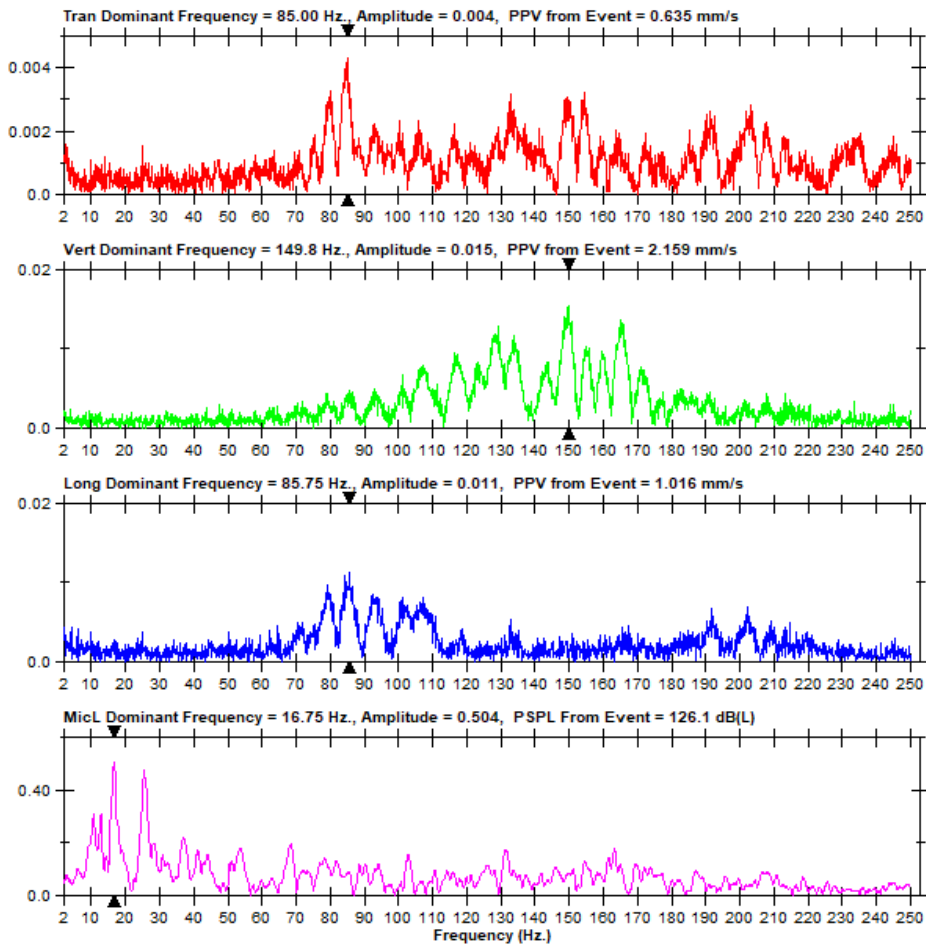 Tran Dominant Frequency = 85.00 Hz., Amplitude = 0.004, PPV from Event = 0.635 mm/s
0.004
0.002
0.0
2 10 20 30 40 50 60 70 80 90 100 110 120 130 140 150 160 170 180 190 200 210 220 230 240 250
Vert Dominant Frequency = 149.8 Hz., Amplitude = 0.015, PPV from Event = 2.159 mm/s
0.02
0.0
2 10 20 30 40 50 60 70 80 90 100 110 120 130 140 150 160 170 180 190 200 210 220 230 240 250
Long Dominant Frequency = 85.75 Hz., Amplitude = 0.011, PPV from Event = 1.016 mm/s
0.02
0.0
2 10 20 30 40 50 60 70 80 90 100 110 120 130 140 150 160 170 180 190 200 210 220 230 240 250
MicL Dominant Frequency = 16.75 Hz., Amplitude = 0.504, PSPL From Event = 126.1 dB(L)
0.40
0.0
2 10 20 30 40 50 60 70 80 90 100 110 120 130 140 150 160 170 180 190 200 210 220 230 240 250
Frequency (Hz.)